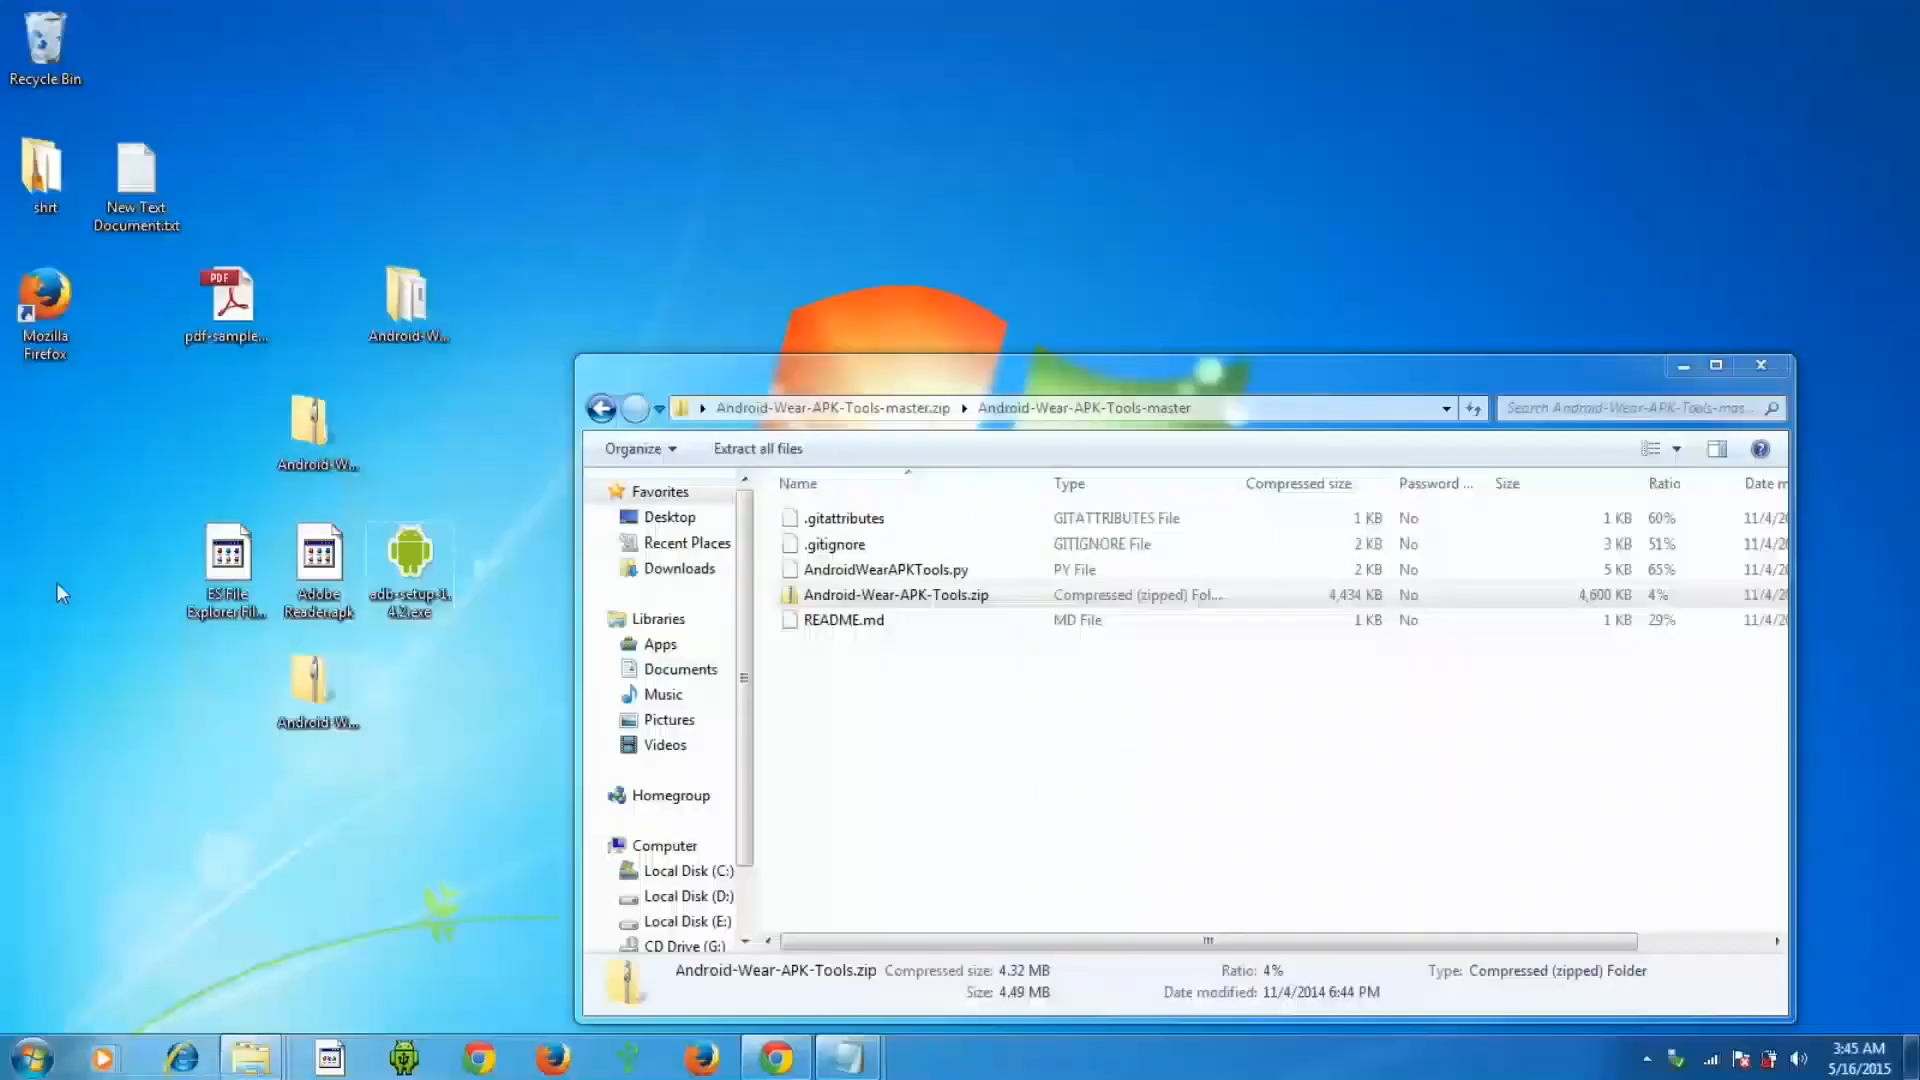 Recycle Bin
shrt
New Text
Document.txt
Mozilla
Firefox
PDF
pdf-sample...
Android-W...
Android-W...
ES File
Explorer/Fil...
Adobe
Reader.apk
adb-setup-1.
4.2.exe
Android-W...
Android-Wear-APK-Tools-master.zip
Android-Wear-APK-Tools-master
Search Android-Wear-APK-Tools-mas...
Organize
Extract all files
Favorites
Desktop
Recent Places
Downloads
Libraries
Apps
Documents
Music
Pictures
Videos
Homegroup
Computer
Local Disk (C:)
Local Disk (D:)
Local Disk (E:)
CD Drive (G:)
Name Type Compressed size Password ... Size Ratio Date m
.gitattributes GITATTRIBUTES File 1 KB No 1 KB 60% 11/4/20
.gitignore GITIGNORE File 2 KB No 3 KB 51% 11/4/20
AndroidWearAPKTools.py PY File 2 KB No 5 KB 65% 11/4/20
Android-Wear-APK-Tools.zip Compressed (zipped) Fol... 4,434 KB No 4,600 KB 4% 11/4/20
README.md MD File 1 KB No 1 KB 29% 11/4/20
Android-Wear-APK-Tools.zip Compressed size: 4.32 MB Ratio: 4% Type: Compressed (zipped) Folder
Size: 4.49 MB Date modified: 11/4/2014 6:44 PM
3:45 AM
5/16/2015